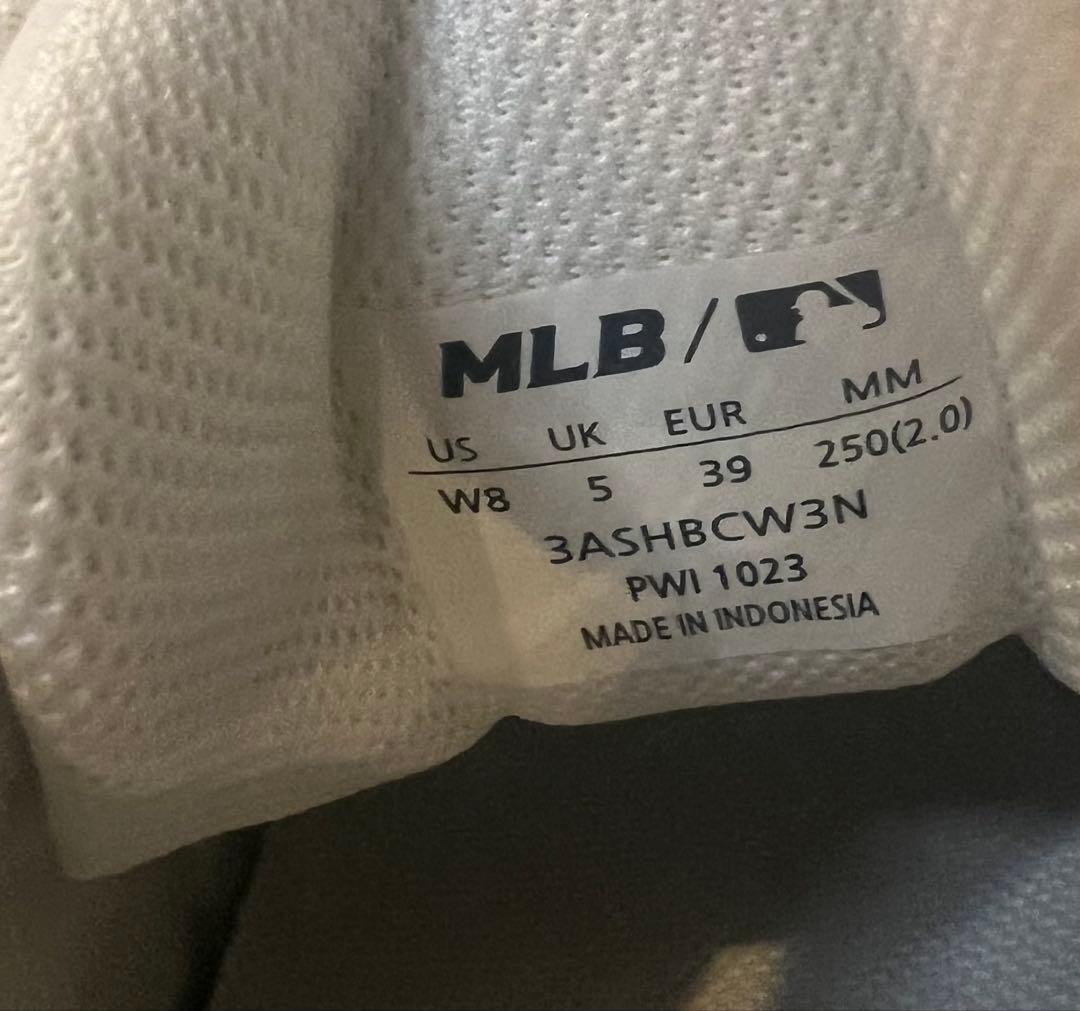 MLB /
US UK EUR MM
W8 5 39 250(2.0)
3ASHBCW3N
PWI 1023
MADE IN INDONESIA